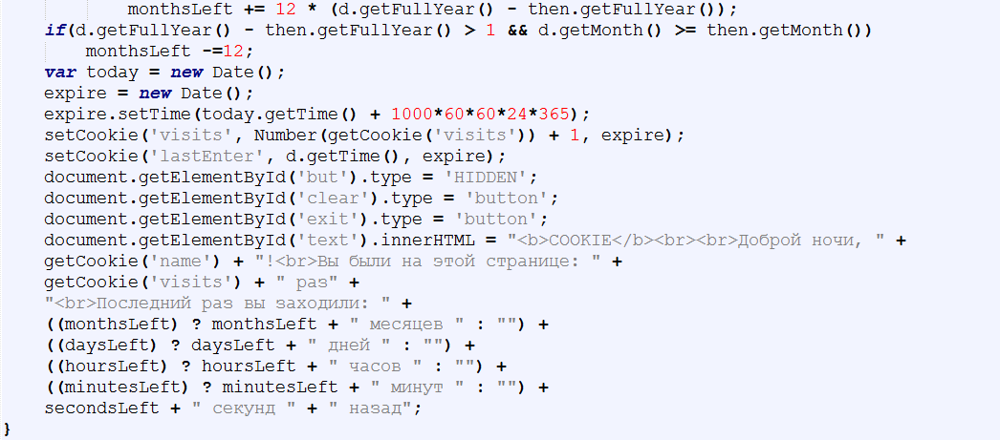 monthsLeft += 12 * (d.getFullYear() - then.getFullYear());
if(d.getFullYear() - then.getFullYear() > 1 && d.getMonth() >= then.getMonth())
monthsLeft -=12;
var today = new Date();
expire = new Date();
expire.setTime(today.getTime() + 1000*60*60*24*365);
setCookie('visits', Number(getCookie('visits')) + 1, expire);
setCookie('lastEnter', d.getTime(), expire);
document.getElementById('but').type = 'HIDDEN';
document.getElementById('clear').type = 'button';
document.getElementById('exit').type = 'button';
document.getElementById('text').innerHTML = "<b>COOKIE</b><br><br>Доброй ночи, " +
getCookie('name') + "!<br>Вы были на этой странице: " +
getCookie('visits') + " раз" +
"<br>Последний раз вы заходили: " +
((monthsLeft) ? monthsLeft + " месяцев " : "") +
((daysLeft) ? daysLeft + " дней " : "") +
((hoursLeft) ? hoursLeft + " часов " : "") +
((minutesLeft) ? minutesLeft + " минут " : "") +
secondsLeft + " секунд " + " назад";
}